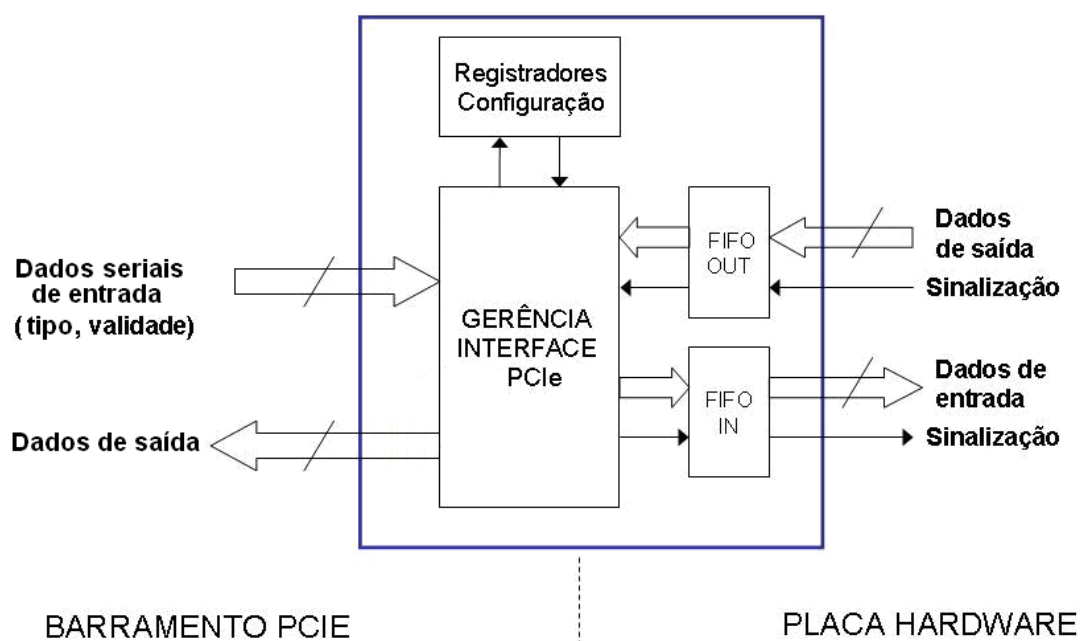 Registradores
Configuração
Dados seriais
de entrada
( tipo, validade)
Dados de saída
GERÊNCIA
INTERFACE
PCIe
FIFO
OUT
FIFO
IN
Dados
de saída
Sinalização
Dados de
entrada
Sinalização
BARRAMENTO PCIE
PLACA HARDWARE